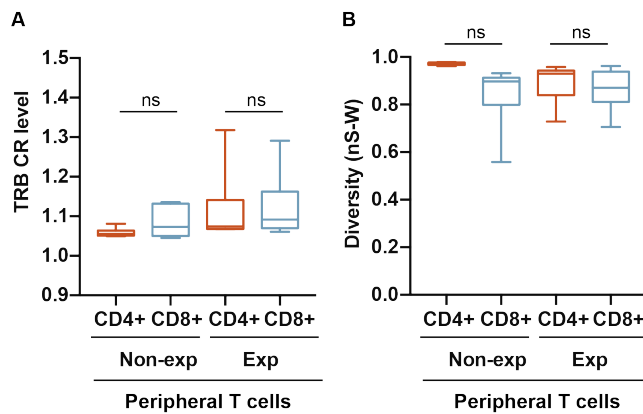 A
TRB CR level
1.5
1.4
1.3
1.2
1.1
1.0
0.9
ns
ns
CD4+ CD8+ CD4+ CD8+
Non-exp Exp
Peripheral T cells
B
Diversity (nS-W)
1.0
0.8
0.6
0.4
0.2
0.0
ns
ns
CD4+ CD8+ CD4+ CD8+
Non-exp Exp
Peripheral T cells